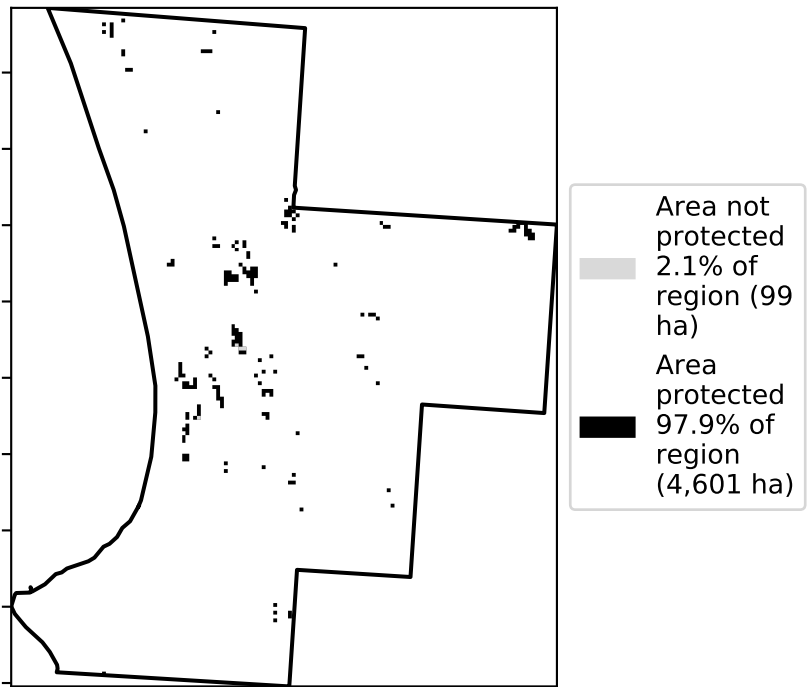 Area not
protected
2.1% of
region (99
ha)
Area
protected
97.9% of
region
(4,601 ha)